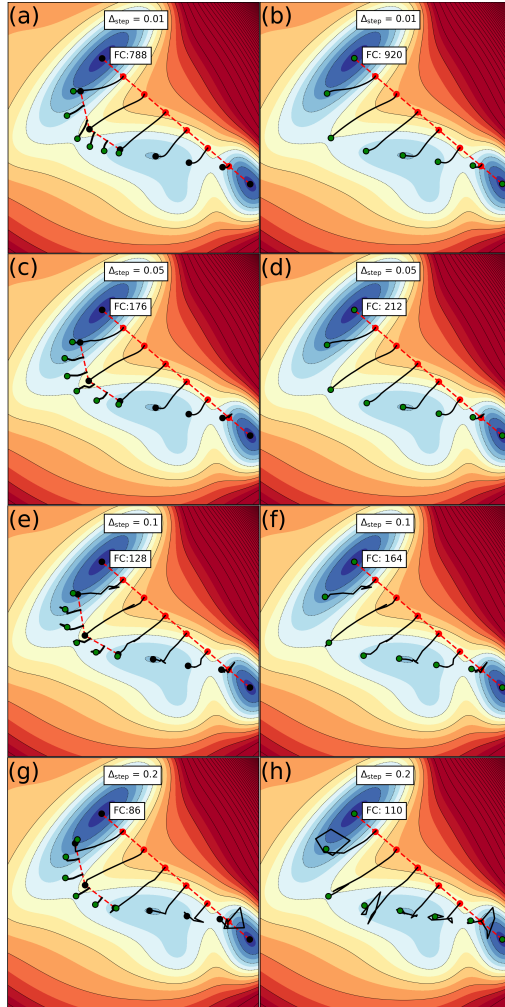 (a)
Δstep = 0.01
FC:788
(b)
Δstep = 0.01
FC: 920
(c)
Δstep = 0.05
FC:176
(d)
Δstep = 0.05
FC: 212
(e)
Δstep = 0.1
FC:128
(f)
Δstep = 0.1
FC: 164
(g)
Δstep = 0.2
FC:86
(h)
Δstep = 0.2
FC: 110